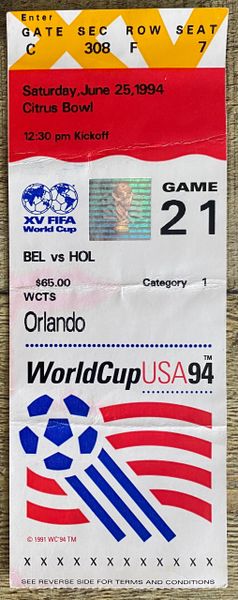 XV
Enter
GATE SEC ROW SEAT
C 308 F 7
Saturday, June 25, 1994
Citrus Bowl
12:30 pm Kickoff
XV FIFA
World Cup
GAME
21
BEL vs HOL
$65.00 Category 1
WCTS
Orlando
WorldCupUSA94™
© 1991 WC'94 TM
X X X X X X X X X X X X X
SEE REVERSE SIDE FOR TERMS AND CONDITIONS